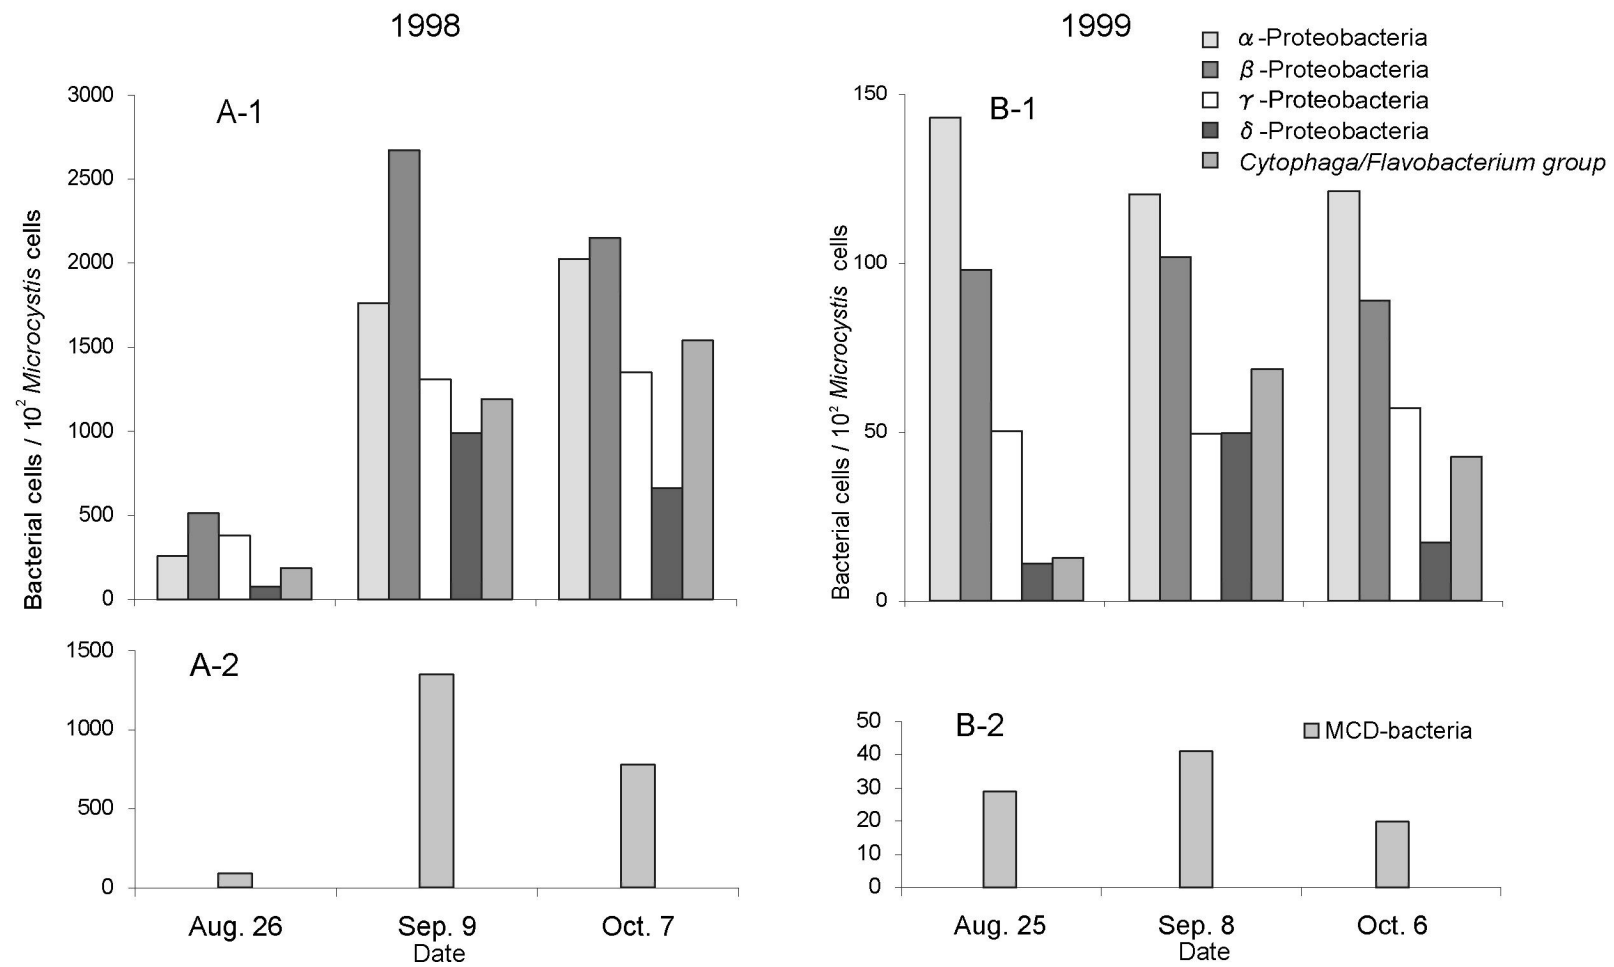 1998
1999
α-Proteobacteria
β-Proteobacteria
γ-Proteobacteria
δ-Proteobacteria
Cytophaga/Flavobacterium group
A-1
3000
2500
2000
1500
1000
500
0
Bacterial cells / 10² Microcystis cells
B-1
150
100
50
0
Bacterial cells / 10² Microcystis cells
A-2
1500
1000
500
0
Aug. 26
Sep. 9
Oct. 7
Date
B-2
MCD-bacteria
50
40
30
20
10
0
Aug. 25
Sep. 8
Oct. 6
Date